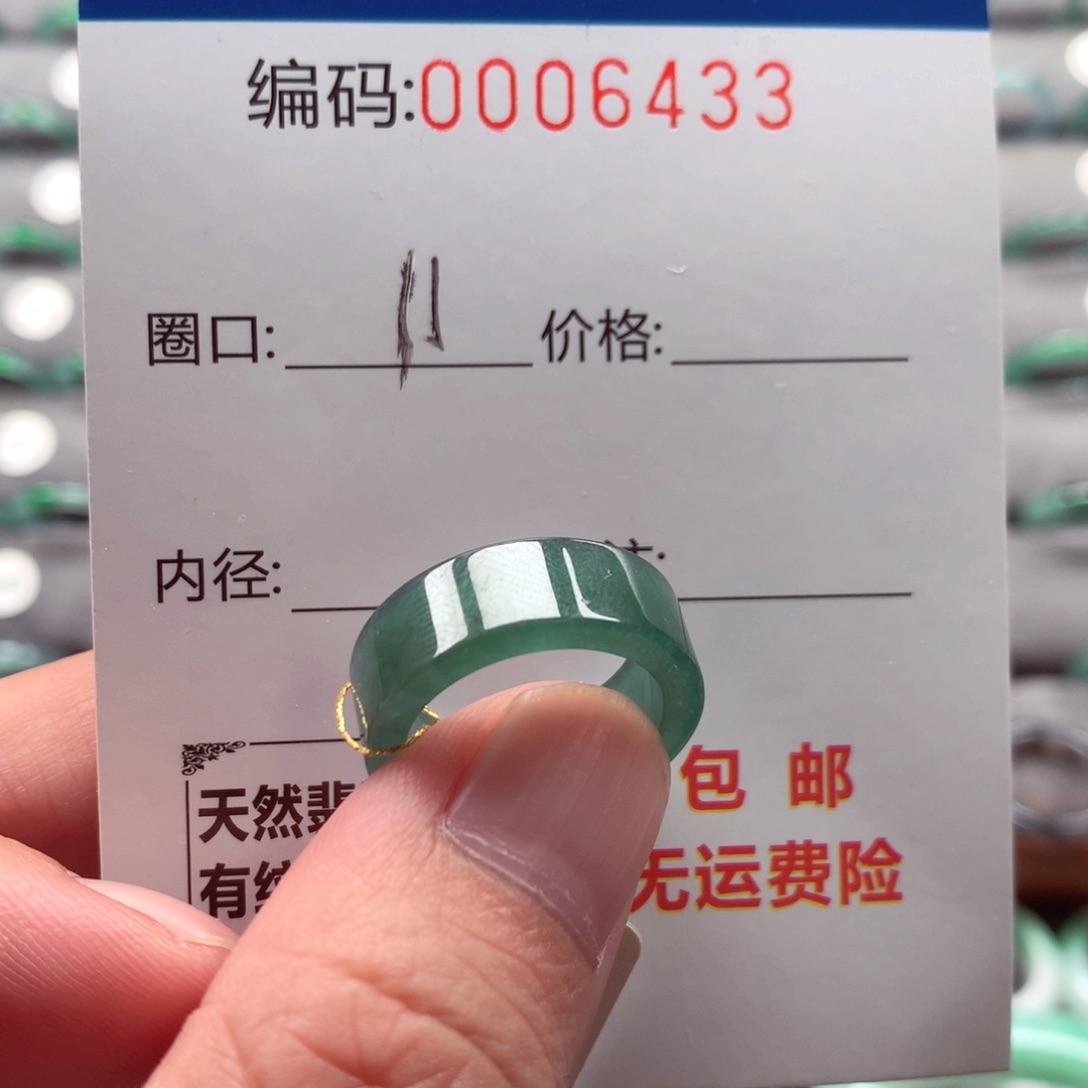 编码:0006433
圈口: 11 价格:
内径:
天然 包 邮
有 无运费险